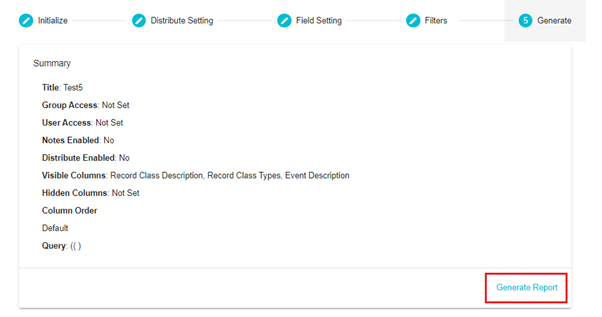 Initialize
Distribute Setting
Field Setting
Filters
5 Generate
Summary
Title: Test5
Group Access: Not Set
User Access: Not Set
Notes Enabled: No
Distribute Enabled: No
Visible Columns: Record Class Description, Record Class Types, Event Description
Hidden Columns: Not Set
Column Order
Default
Query: (( )
Generate Report